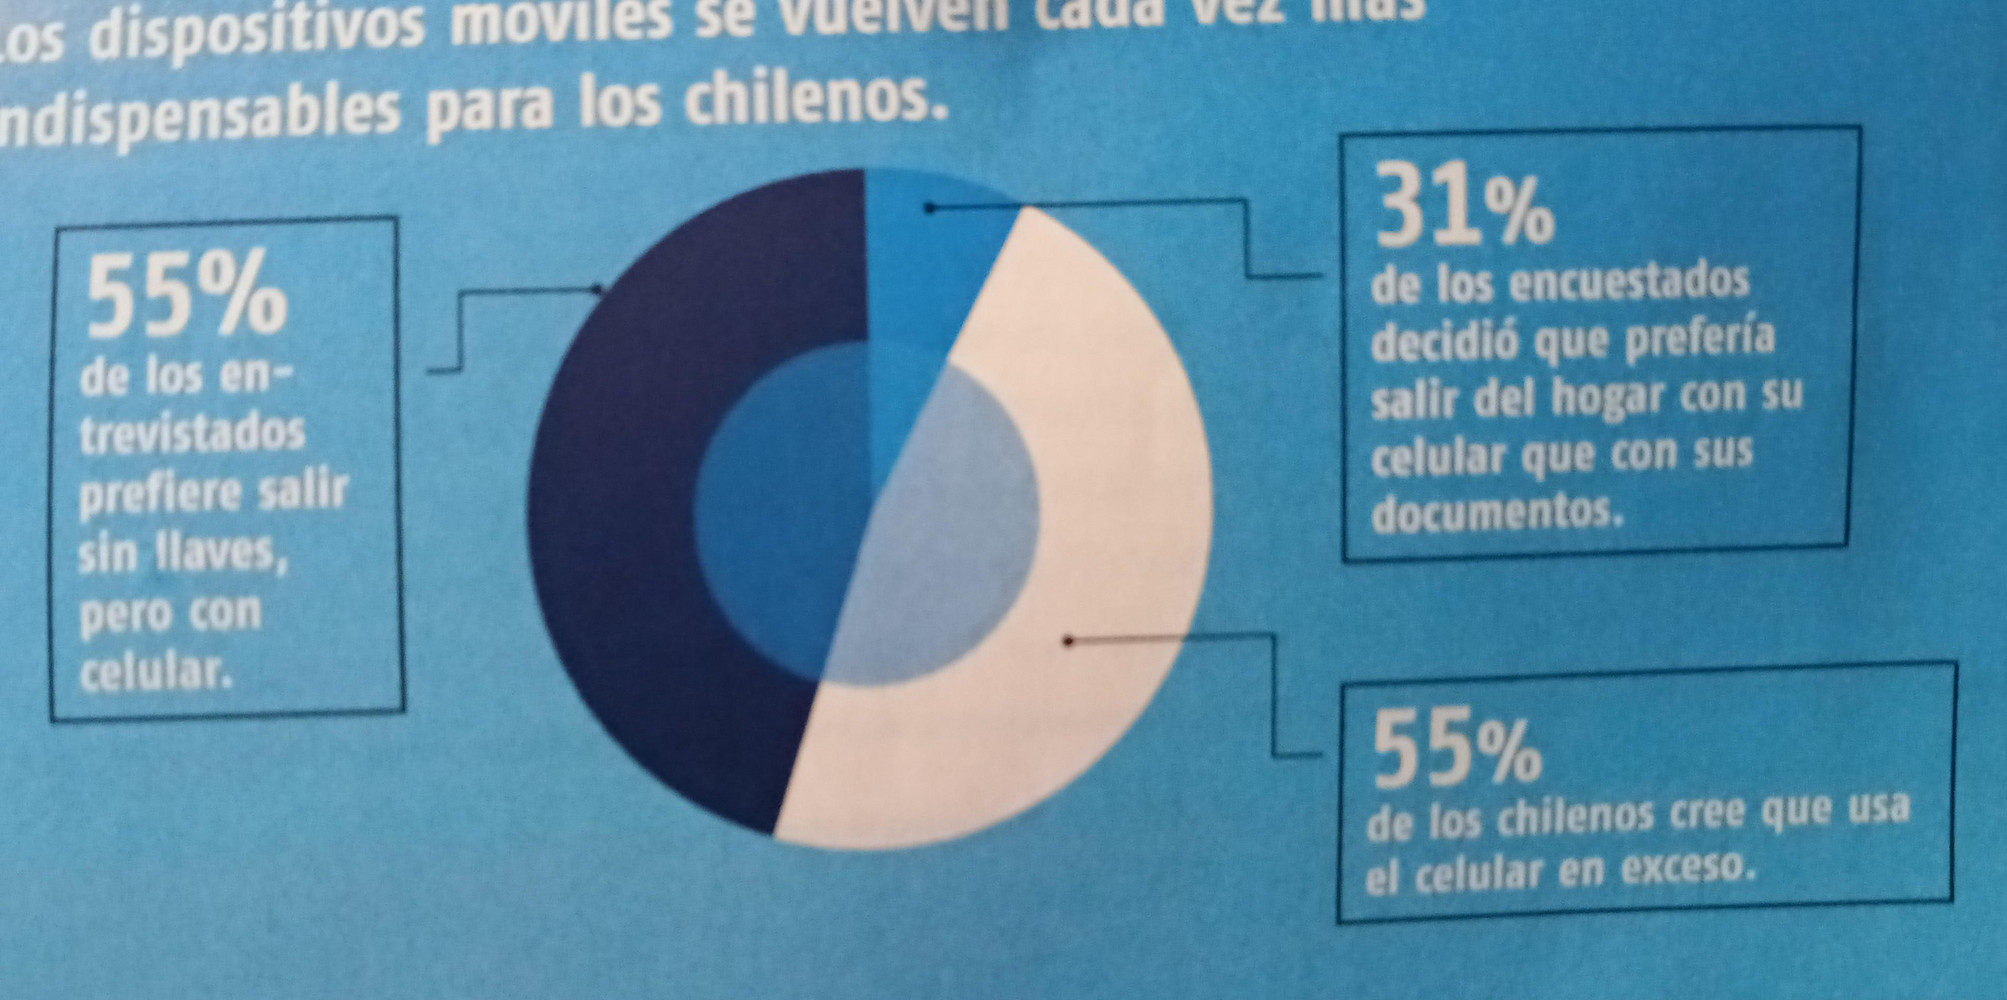 Los dispositivos móviles se vuelven cada vez más
indispensables para los chilenos.
55%
de los en-
trevistados
prefiere salir
sin llaves,
pero con
celular.
31%
de los encuestados
decidió que prefería
salir del hogar con su
celular que con sus
documentos.
55%
de los chilenos cree que usa
el celular en exceso.